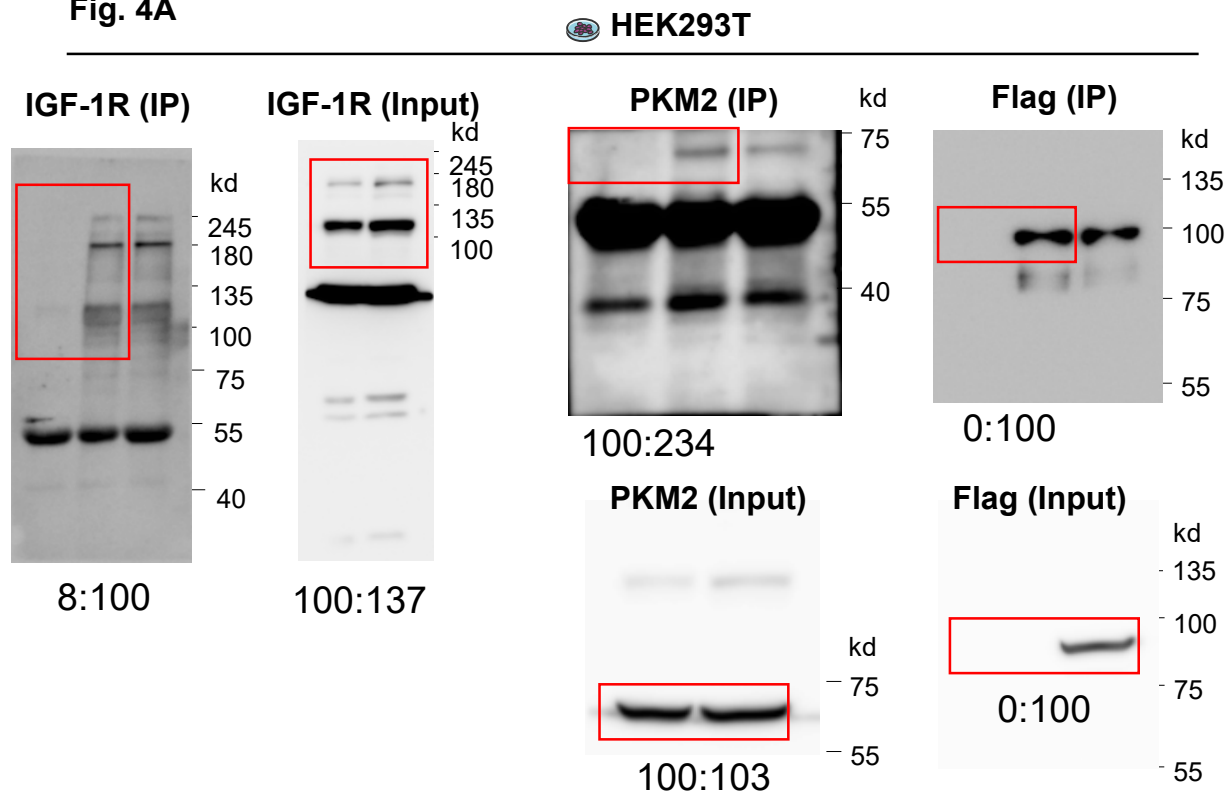 Fig. 4A
HEK293T
IGF-1R (IP)
kd
245
180
135
100
75
55
40
8:100
IGF-1R (Input)
kd
245
180
135
100
100:137
PKM2 (IP)
kd
75
55
40
100:234
Flag (IP)
kd
135
100
75
55
0:100
PKM2 (Input)
kd
75
55
100:103
Flag (Input)
kd
135
100
75
55
0:100